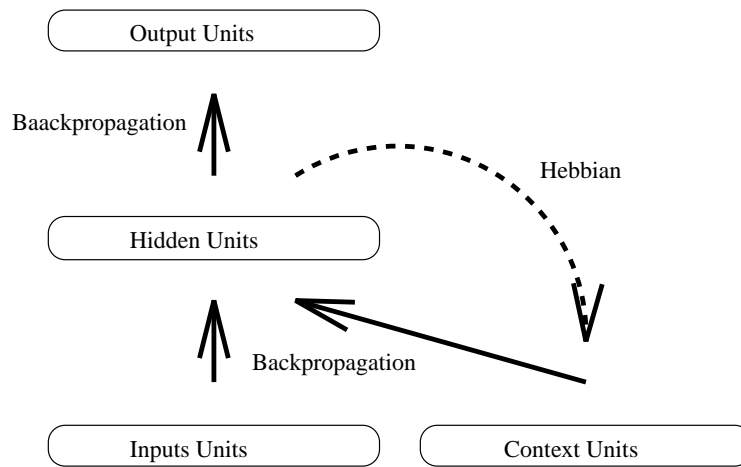 Output Units
Baackpropagation
Hebbian
Hidden Units
Backpropagation
Inputs Units
Context Units